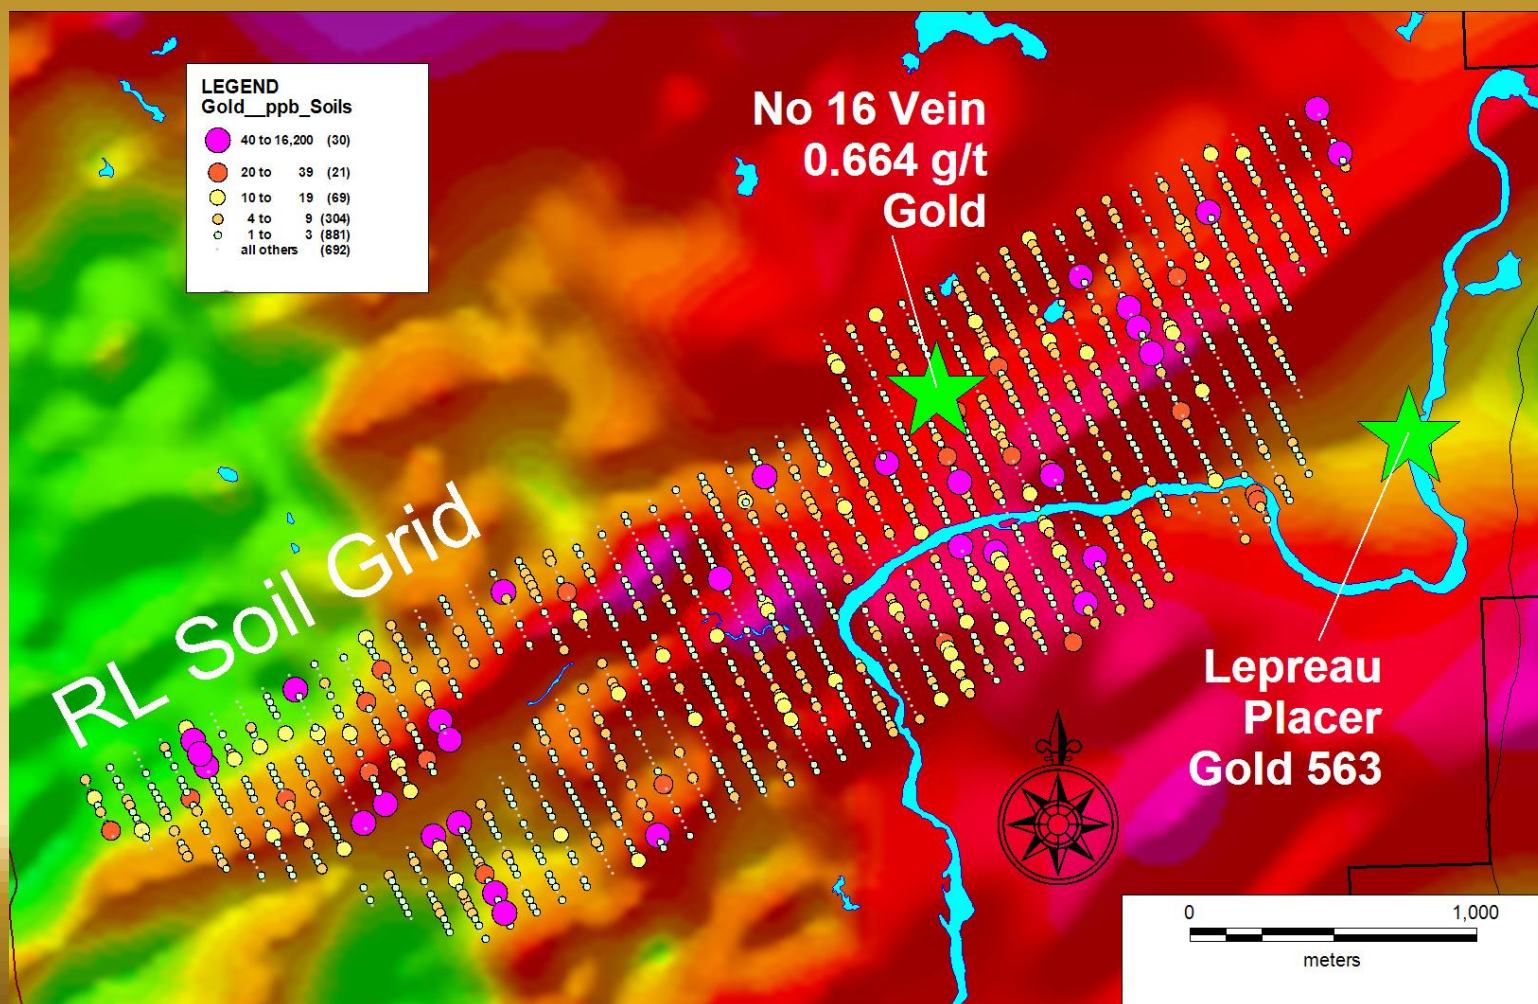 LEGEND
Gold__ppb_Soils
40 to 16,200 (30)
20 to 39 (21)
10 to 19 (69)
4 to 9 (304)
1 to 3 (881)
all others (692)
No 16 Vein
0.664 g/t
Gold
RL Soil Grid
Lepreau
Placer
Gold 563
0 1,000
meters